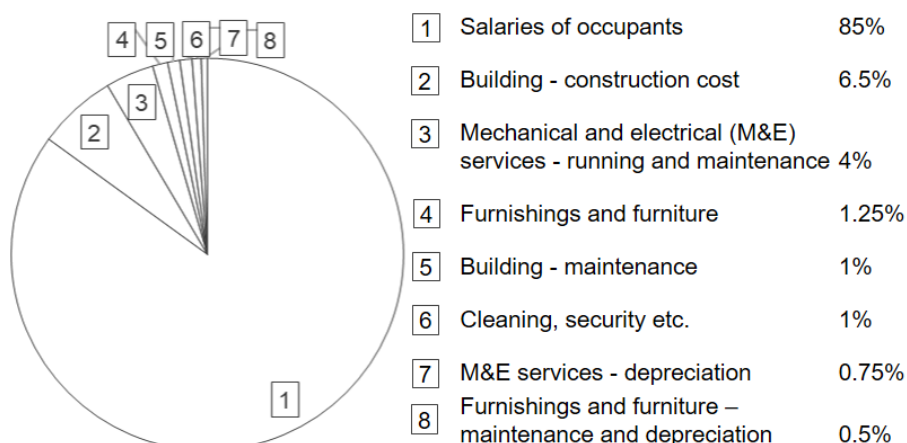 4 5 6 7 8
3
2
1
1 Salaries of occupants 85%
2 Building - construction cost 6.5%
3 Mechanical and electrical (M&E)
services - running and maintenance 4%
4 Furnishings and furniture 1.25%
5 Building - maintenance 1%
6 Cleaning, security etc. 1%
7 M&E services - depreciation 0.75%
8 Furnishings and furniture –
maintenance and depreciation 0.5%